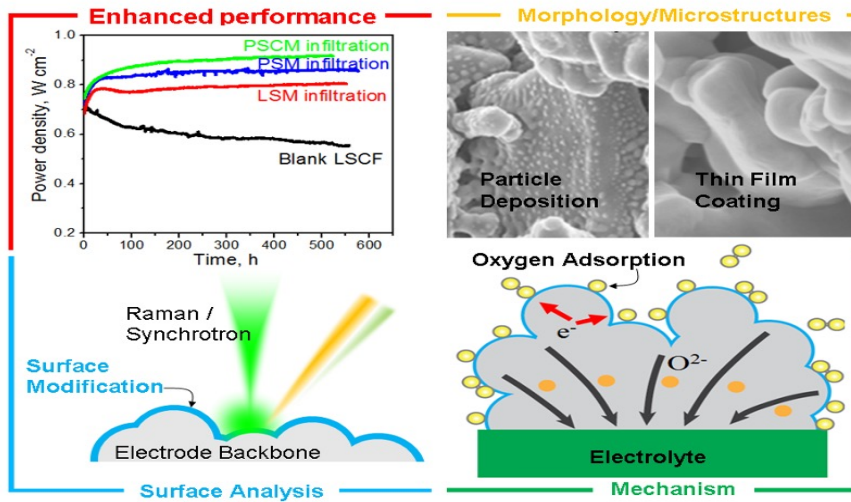 Enhanced performance
Power density, W cm-2
1.0
0.8
0.6
0.4
0.2
PSCM infiltration
PSM infiltration
LSM infiltration
Blank LSCF
0 100 200 300 400 500 600
Time, h
Morphology/Microstructures
Particle
Deposition
Thin Film
Coating
Raman /
Synchrotron
Surface
Modification
Electrode Backbone
Surface Analysis
Oxygen Adsorption
e-
O2-
Electrolyte
Mechanism